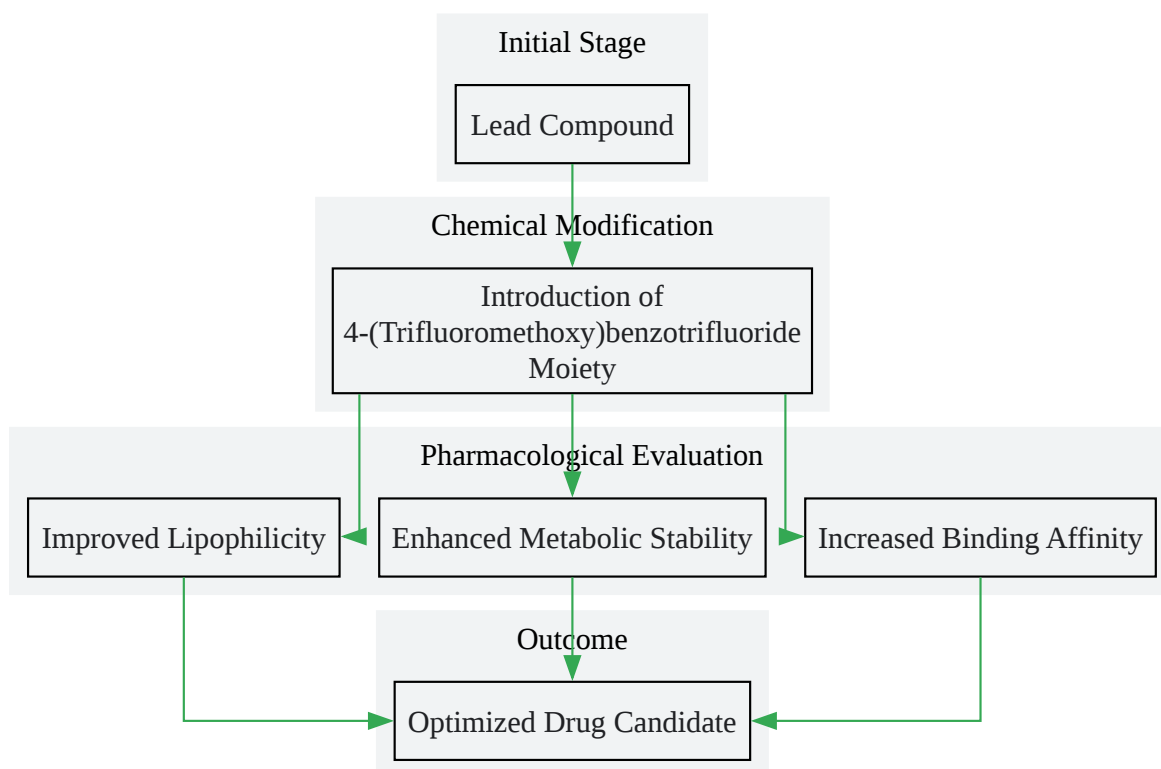 Initial Stage
Lead Compound
Chemical Modification
Introduction of
4-(Trifluoromethoxy)benzotrifluoride
Moiety
Pharmacological Evaluation
Improved Lipophilicity
Enhanced Metabolic Stability
Increased Binding Affinity
Outcome
Optimized Drug Candidate